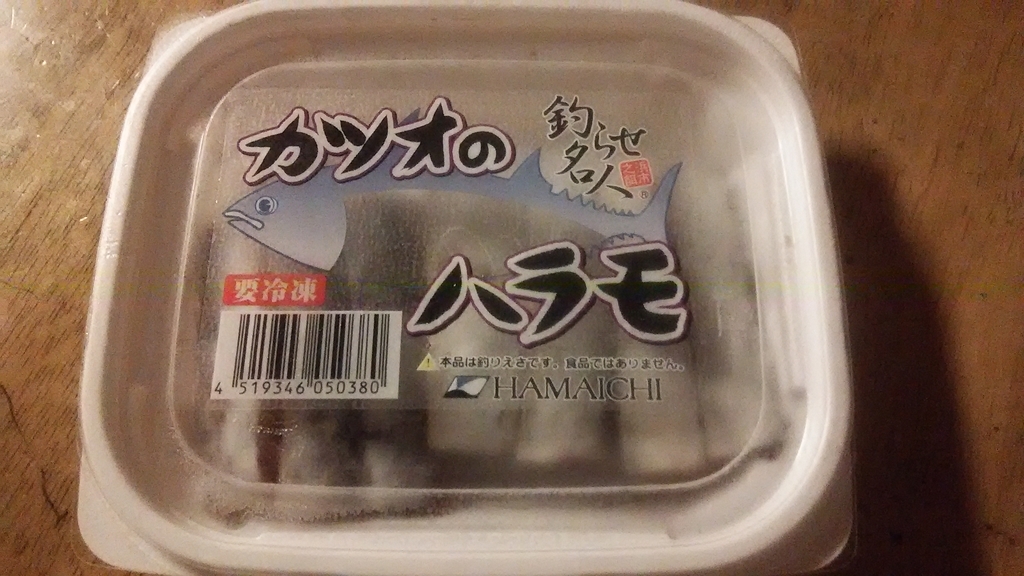 カツオの
釣らせ名人
®
ハラモ
要冷凍
4 519346 050380
本品は釣りえさです。食品ではありません。
HAMAICHI